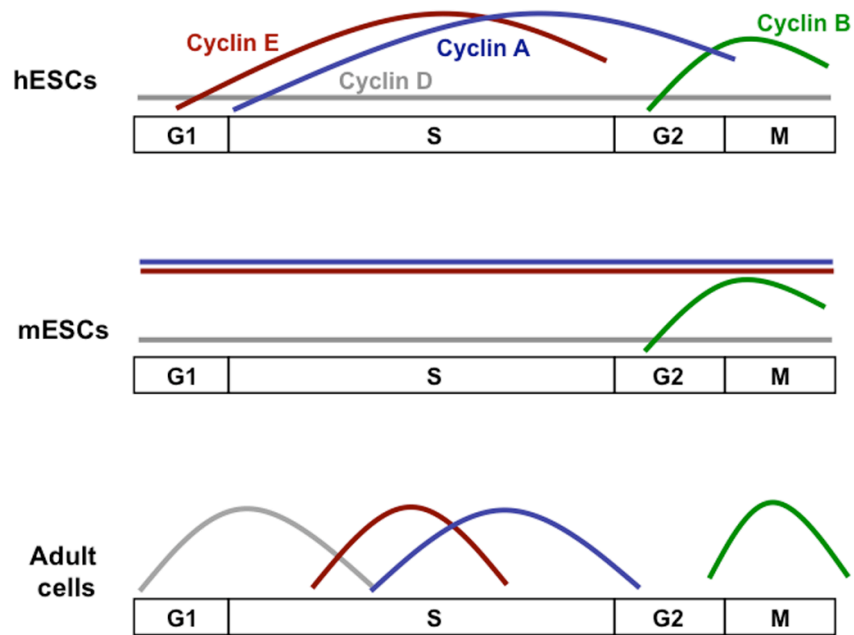 Cyclin B
Cyclin E
Cyclin A
hESCs
Cyclin D
G1 S G2 M
mESCs
G1 S G2 M
Adult
cells
G1 S G2 M